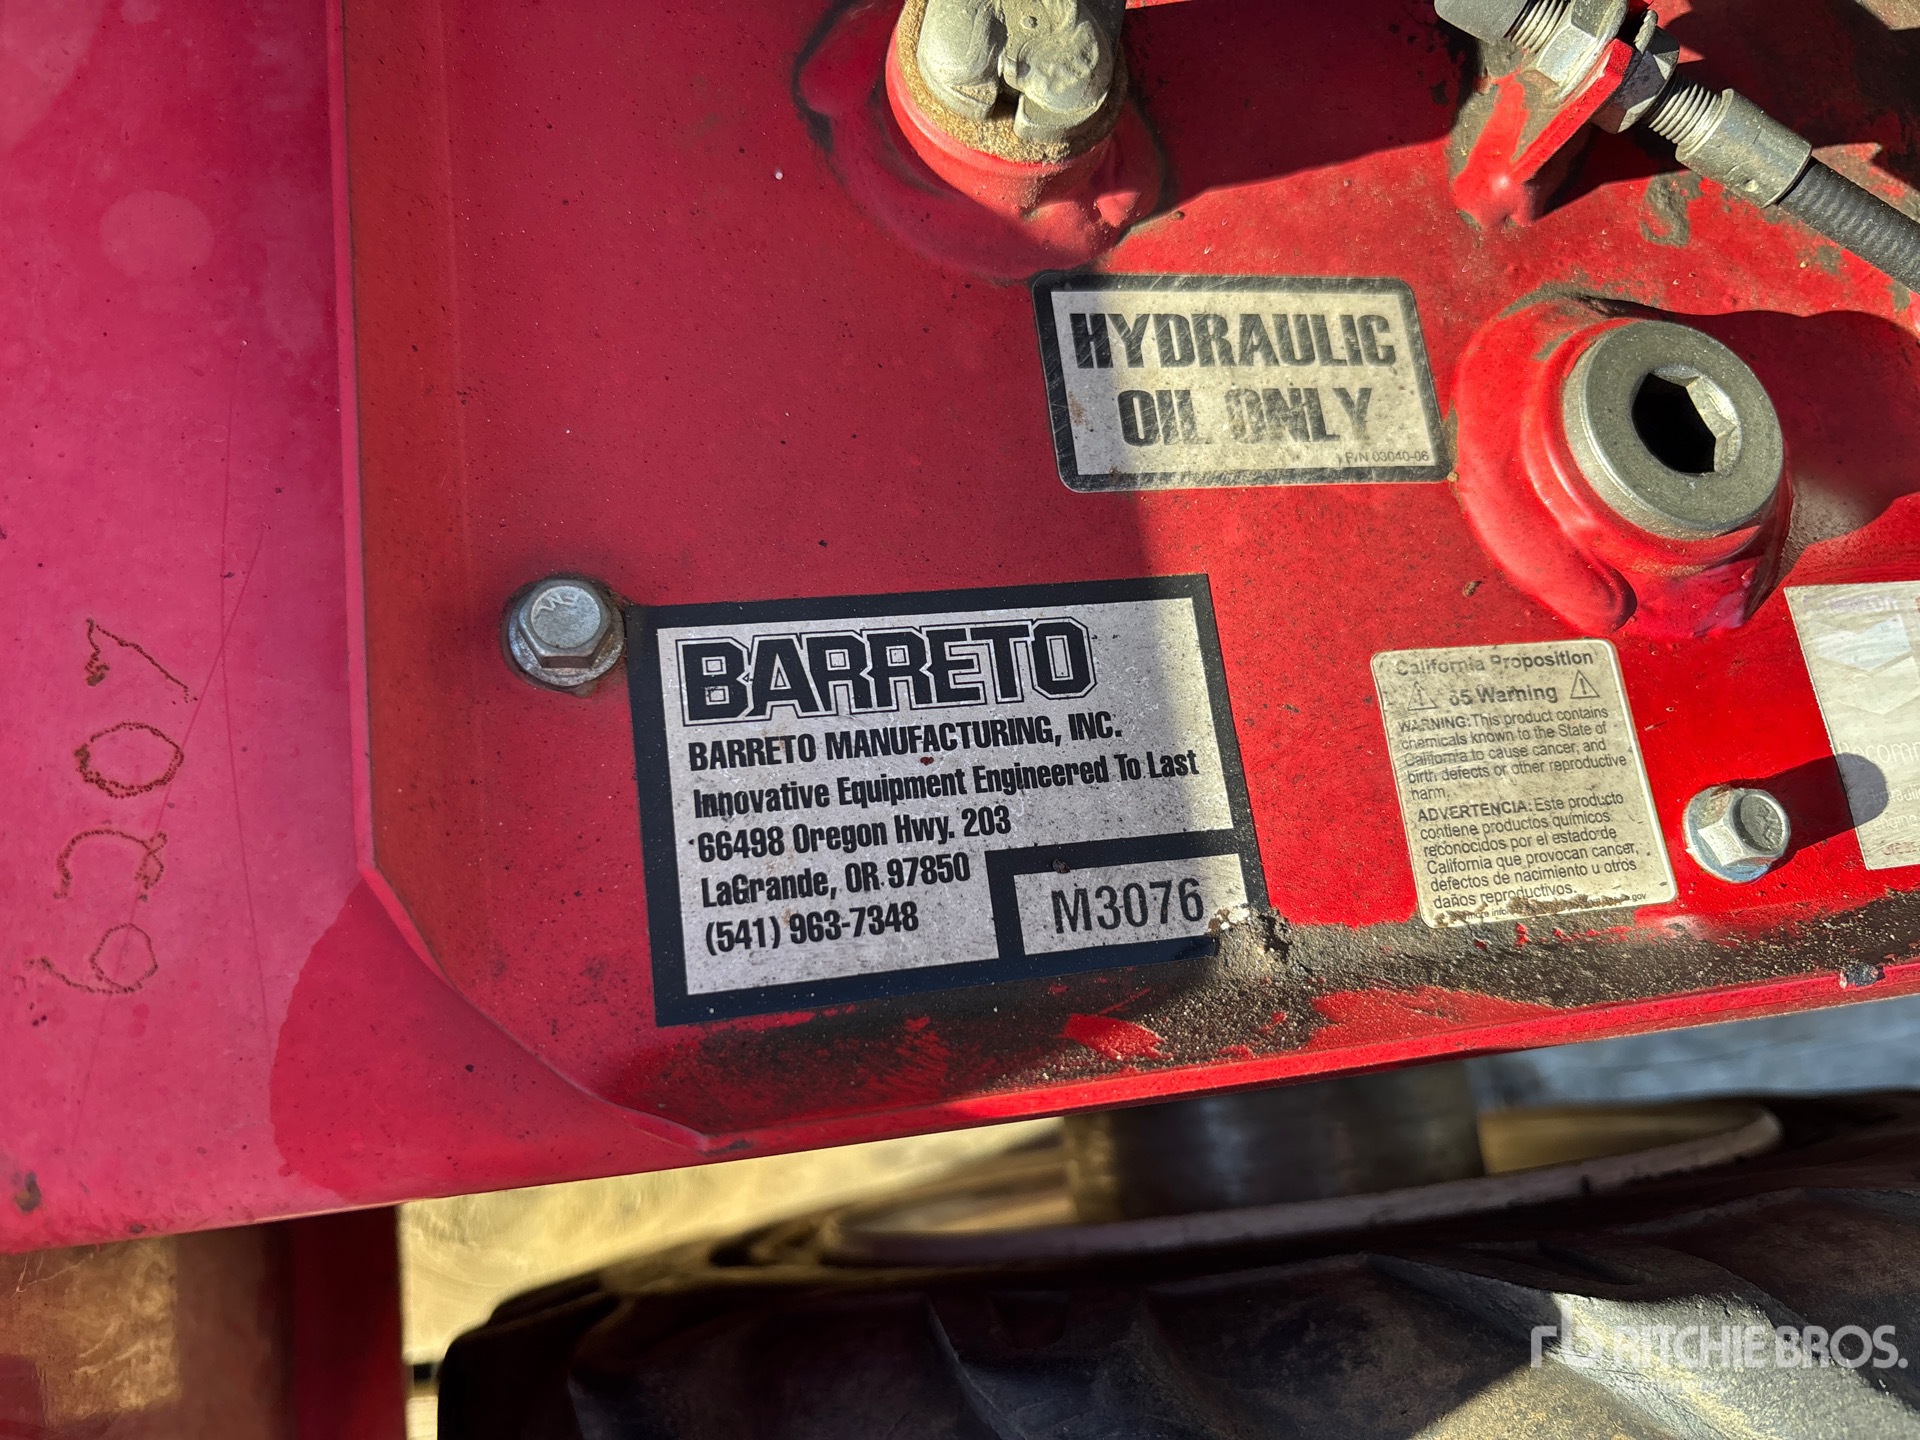 HYDRAULIC
OIL ONLY
P/N 03040-06
BARRETO
BARRETO MANUFACTURING, INC.
Innovative Equipment Engineered To Last
66498 Oregon Hwy. 203
LaGrande, OR 97850
(541) 963-7348
M3076
California Proposition
65 Warning
WARNING: This product contains
chemicals known to the State of
California to cause cancer, and
birth defects or other reproductive
harm.
ADVERTENCIA: Este producto
contiene productos químicos
reconocidos por el estado de
California que provocan cancer,
defectos de nacimiento u otros
daños reproductivos.
RITCHIE BROS.